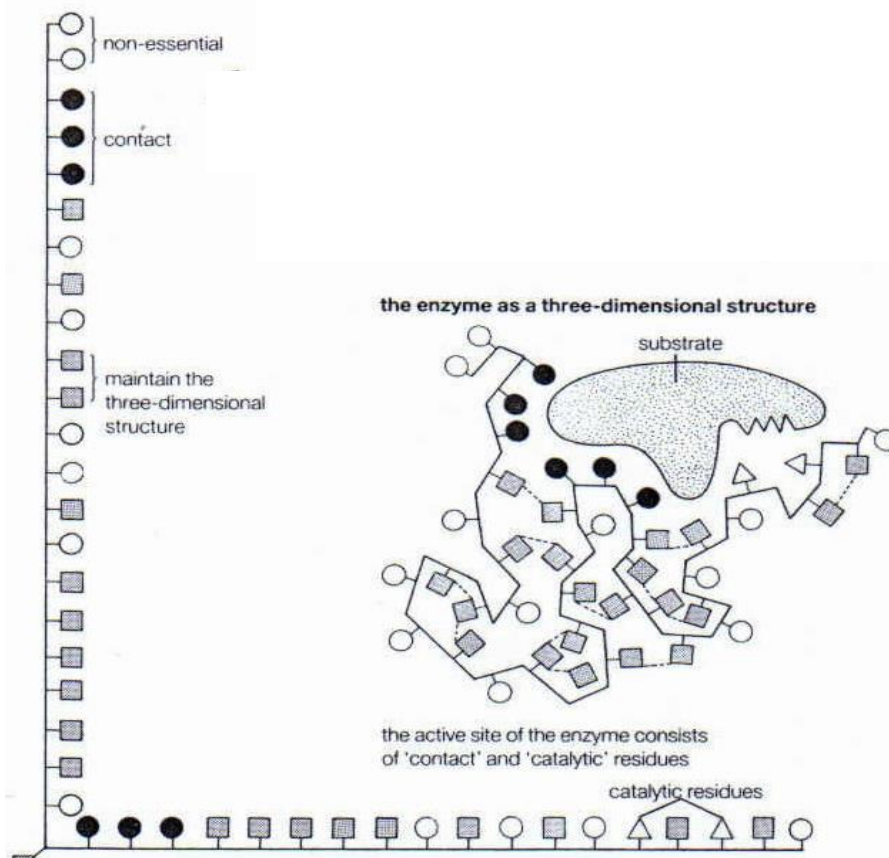 non-essential
contact
maintain the
three-dimensional
structure
the enzyme as a three-dimensional structure
substrate
the active site of the enzyme consists
of 'contact' and 'catalytic' residues
catalytic residues